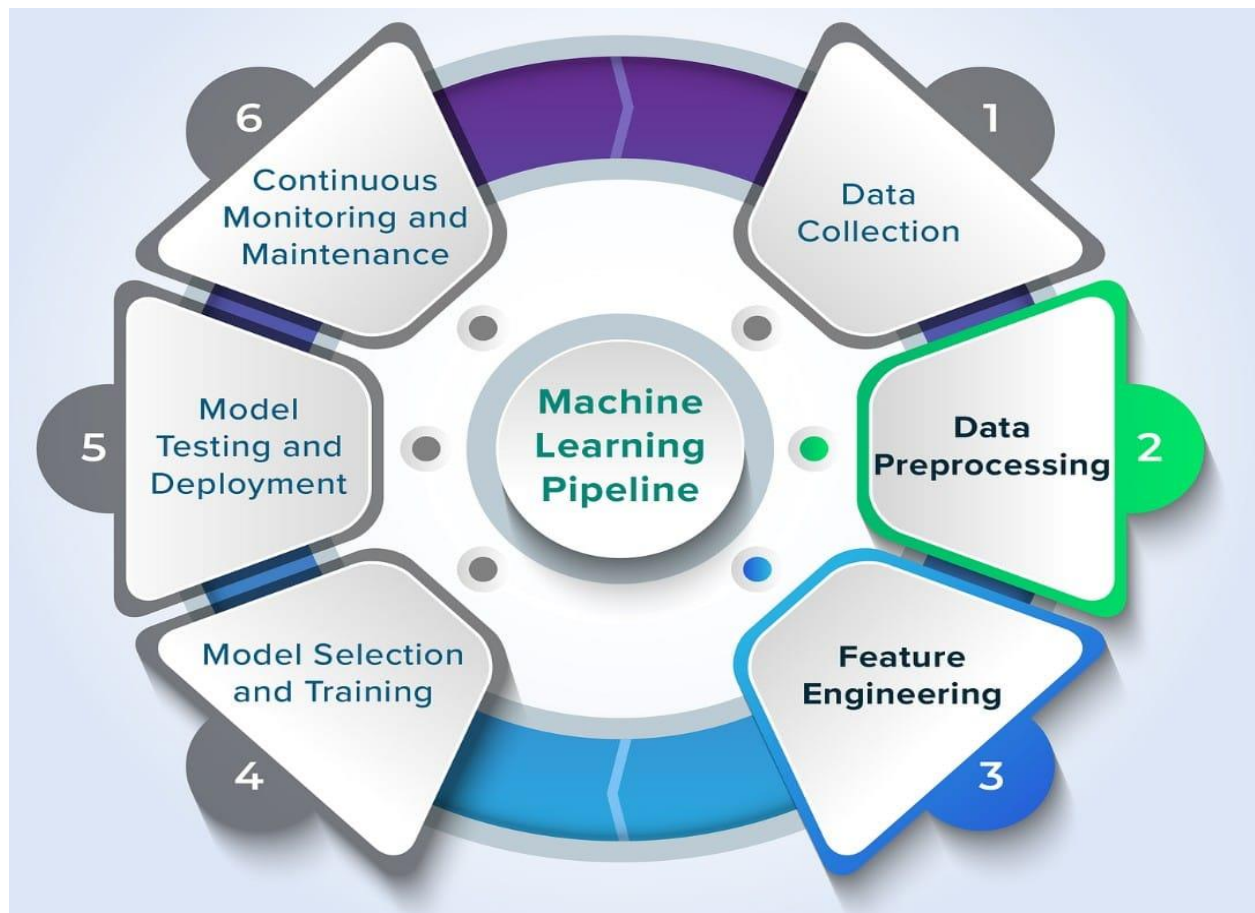 Machine
Learning
Pipeline
1
Data
Collection
2
Data
Preprocessing
3
Feature
Engineering
4
Model Selection
and Training
5
Model
Testing and
Deployment
6
Continuous
Monitoring and
Maintenance